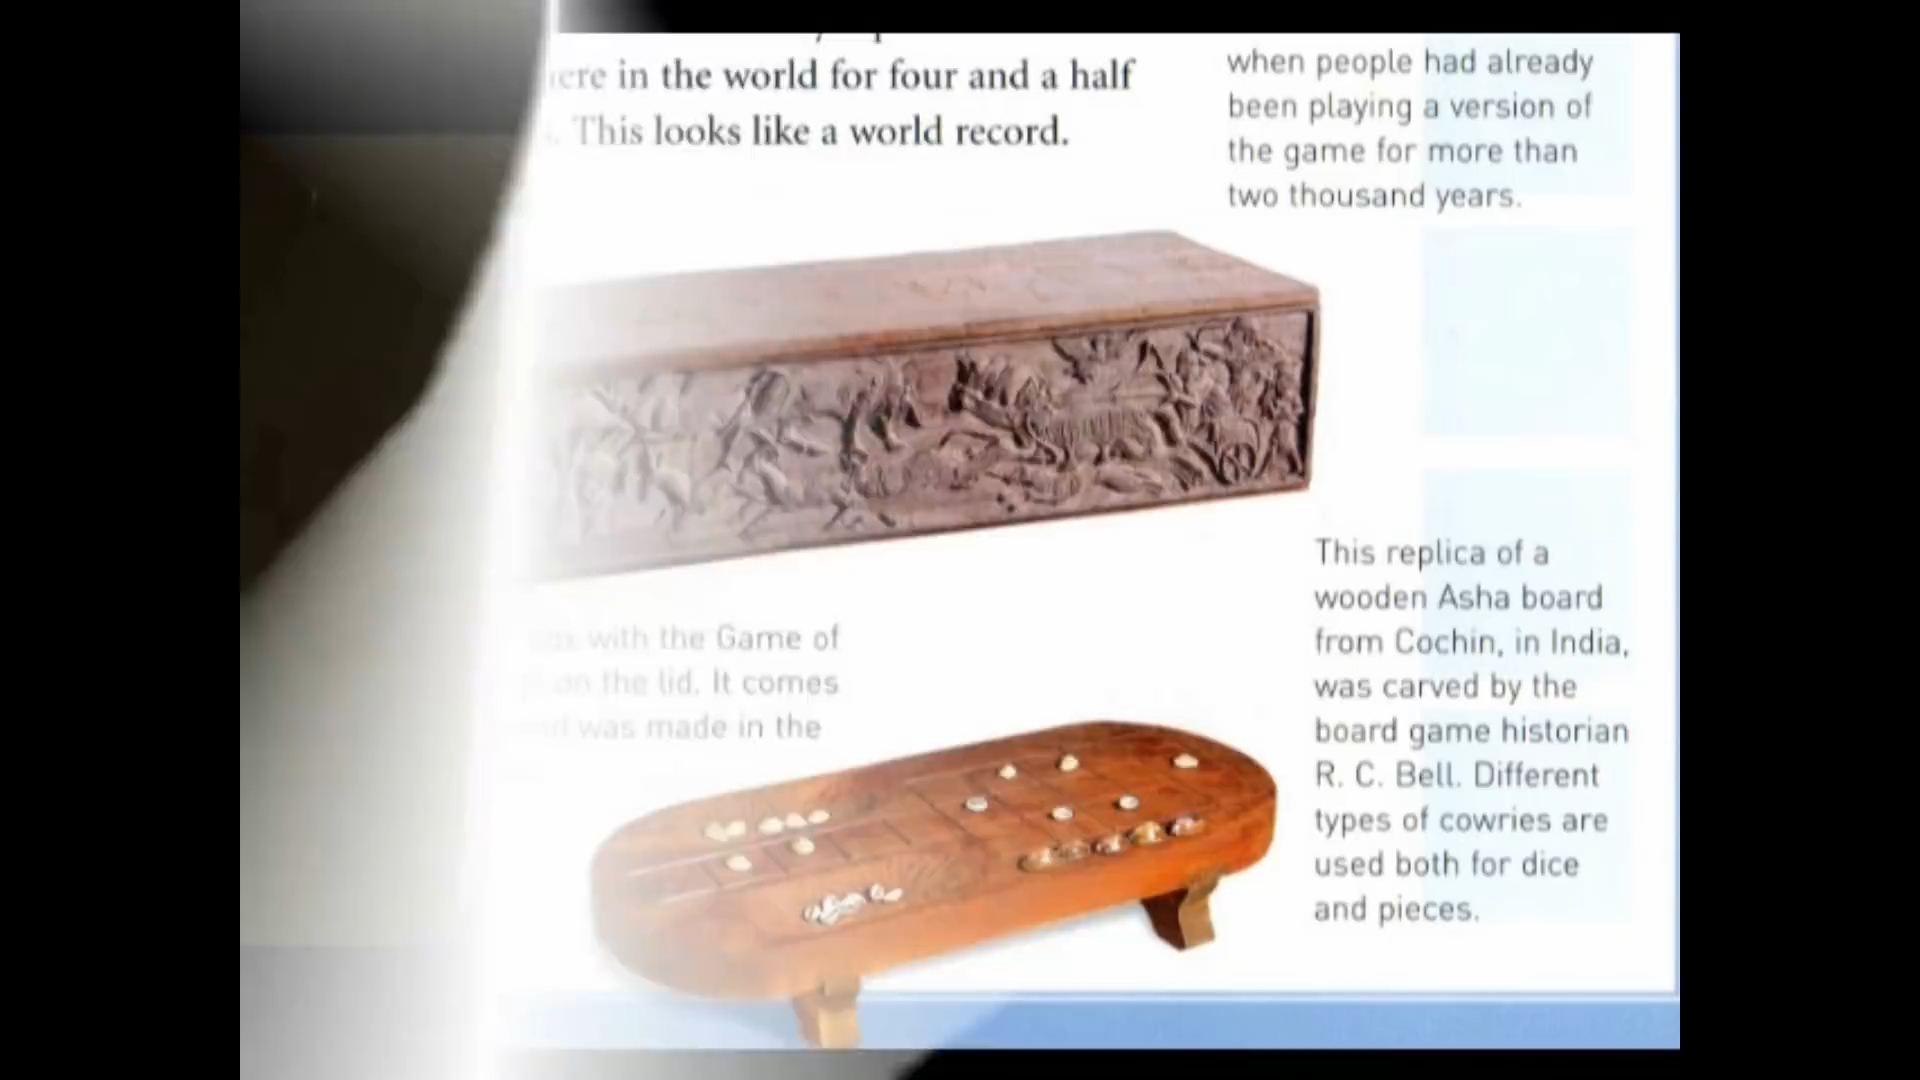 in the world for four and a half
This looks like a world record.
when people had already
been playing a version of
the game for more than
two thousand years.
with the Game of
on the lid. It comes
was made in the
This replica of a
wooden Asha board
from Cochin, in India,
was carved by the
board game historian
R. C. Bell. Different
types of cowries are
used both for dice
and pieces.